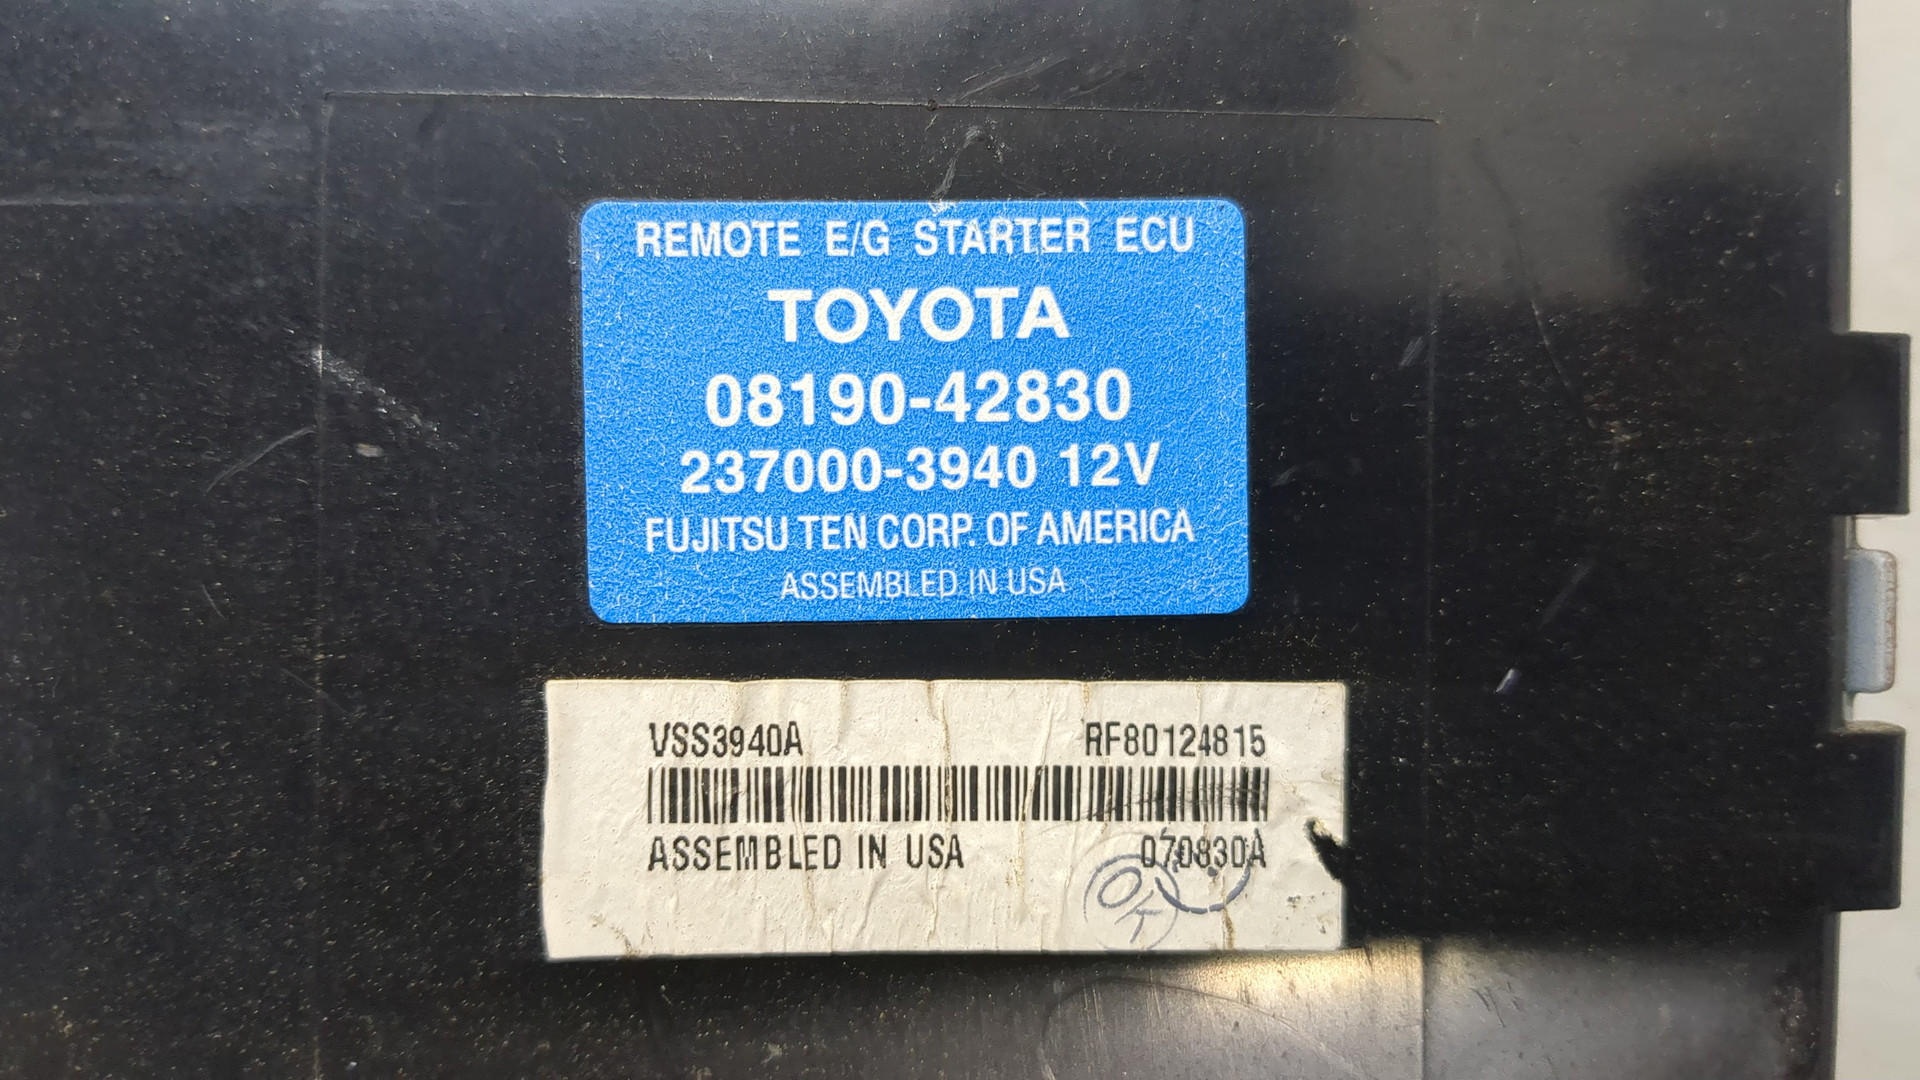 REMOTE E/G STARTER ECU
TOYOTA
08190-42830
237000-3940 12V
FUJITSU TEN CORP. OF AMERICA
ASSEMBLED IN USA
VSS3940A RF80124815
ASSEMBLED IN USA 070830A